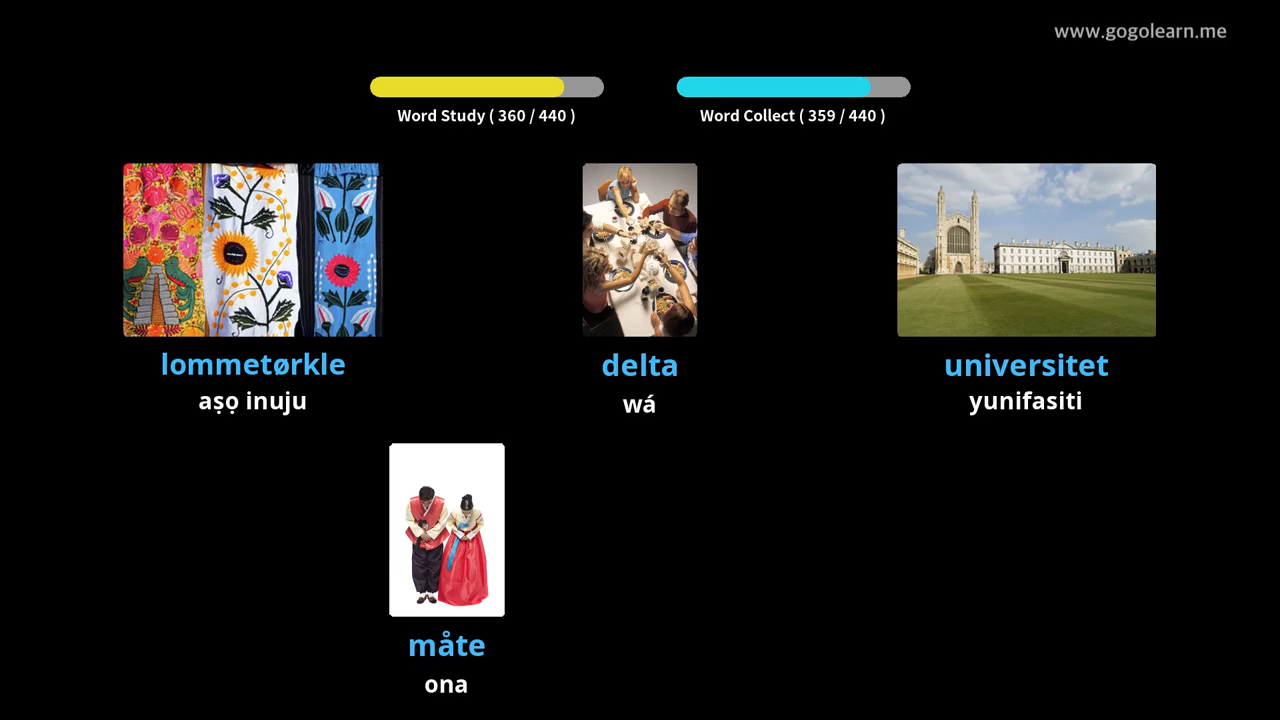 www.gogolearn.me
Word Study ( 360 / 440 )
Word Collect ( 359 / 440 )
lommetørkle
aṣọ inuju
delta
wá
universitet
yunifasiti
måte
ona